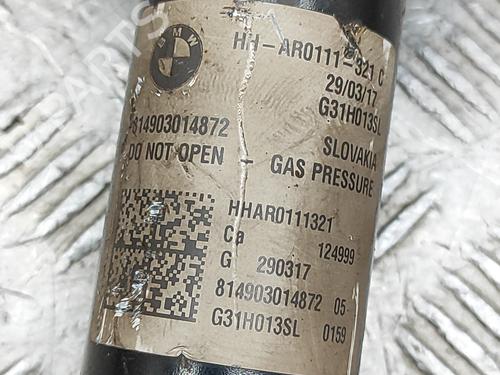 BMW
HH-AR0111-321 C
29/03/17
G31H013SL
814903014872
SLOVAKIA
DO NOT OPEN - GAS PRESSURE
HHAR0111321
Ca 124999
G 290317
814903014872 05
G31H013SL 0159